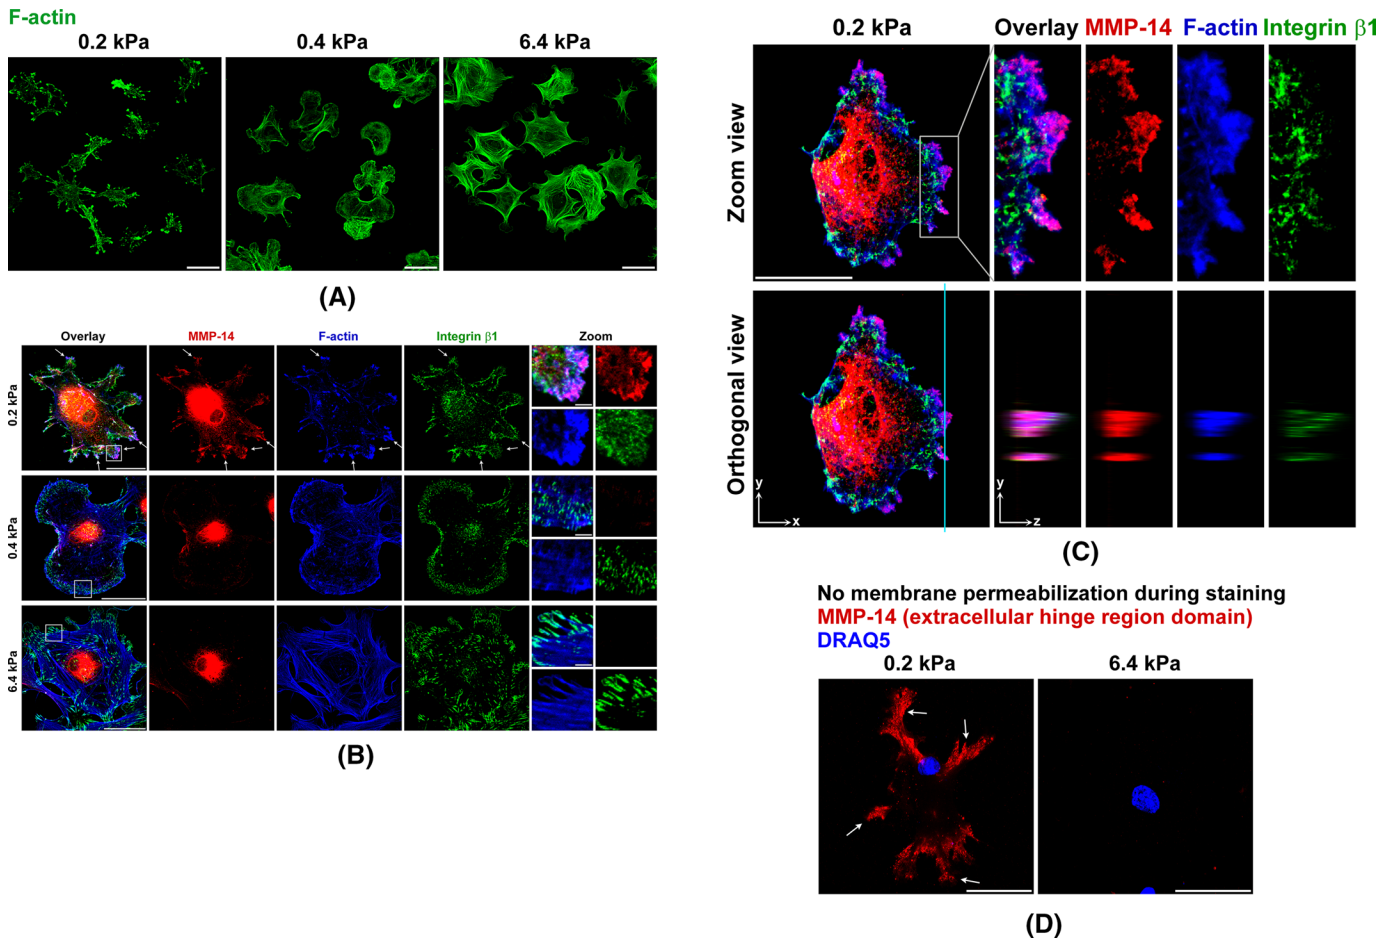 F-actin
0.2 kPa 0.4 kPa 6.4 kPa
(A)
Overlay MMP-14 F-actin Integrin β1 Zoom
0.2 kPa
0.4 kPa
6.4 kPa
(B)
0.2 kPa Overlay MMP-14 F-actin Integrin β1
Zoom view
Orthogonal view
y
x
y
z
(C)
No membrane permeabilization during staining
MMP-14 (extracellular hinge region domain)
DRAQ5
0.2 kPa 6.4 kPa
(D)